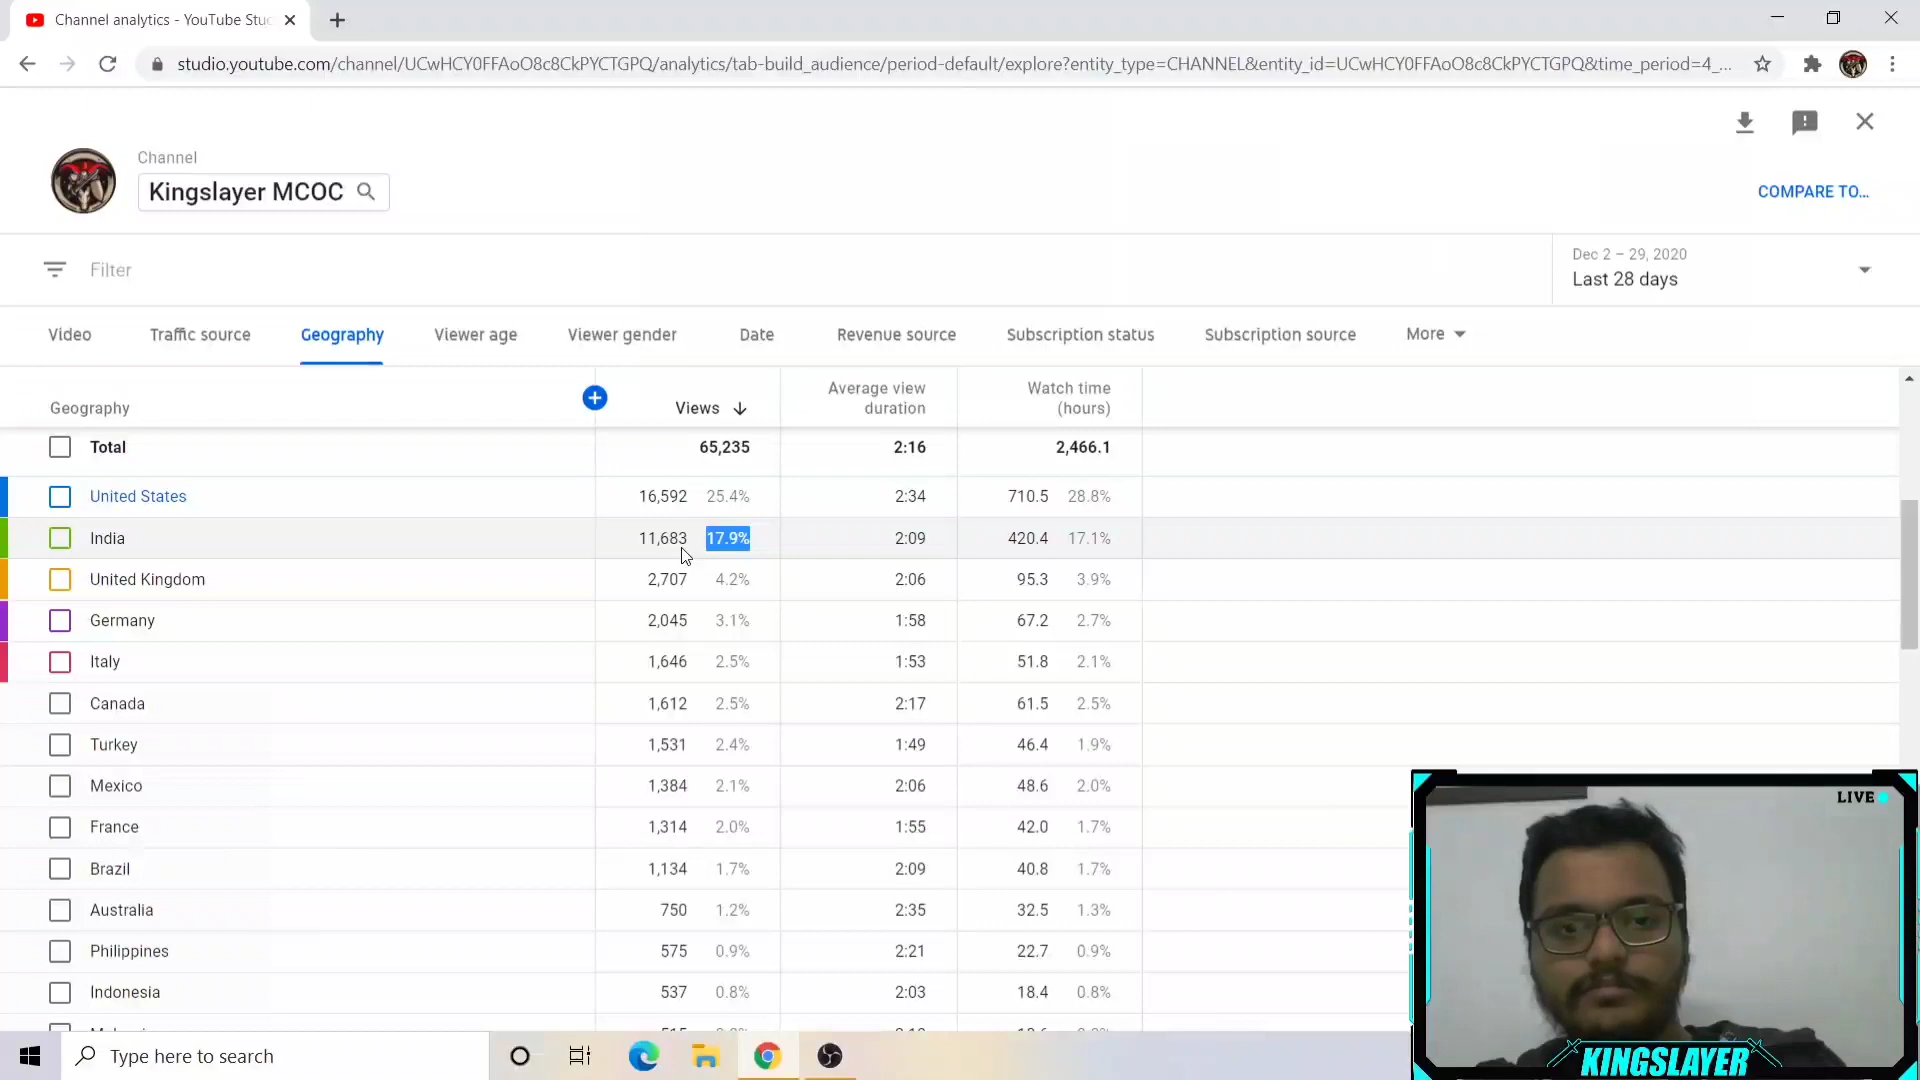 Channel analytics - YouTube Stu
studio.youtube.com/channel/UCwHCY0FFAoO8c8CkPYCTGPQ/analytics/tab-build_audience/period-default/explore?entity_type=CHANNEL&entity_id=UCwHCY0FFAoO8c8CkPYCTGPQ&time_period=4_...
Channel
Kingslayer MCOC
COMPARE TO...
Filter
Dec 2 – 29, 2020
Last 28 days
Video Traffic source Geography Viewer age Viewer gender Date Revenue source Subscription status Subscription source More
Geography Views Average view duration Watch time (hours)
Total 65,235 2:16 2,466.1
United States 16,592 25.4% 2:34 710.5 28.8%
India 11,683 17.9% 2:09 420.4 17.1%
United Kingdom 2,707 4.2% 2:06 95.3 3.9%
Germany 2,045 3.1% 1:58 67.2 2.7%
Italy 1,646 2.5% 1:53 51.8 2.1%
Canada 1,612 2.5% 2:17 61.5 2.5%
Turkey 1,531 2.4% 1:49 46.4 1.9%
Mexico 1,384 2.1% 2:06 48.6 2.0%
France 1,314 2.0% 1:55 42.0 1.7%
Brazil 1,134 1.7% 2:09 40.8 1.7%
Australia 750 1.2% 2:35 32.5 1.3%
Philippines 575 0.9% 2:21 22.7 0.9%
Indonesia 537 0.8% 2:03 18.4 0.8%
LIVE
KINGSLAYER
Type here to search